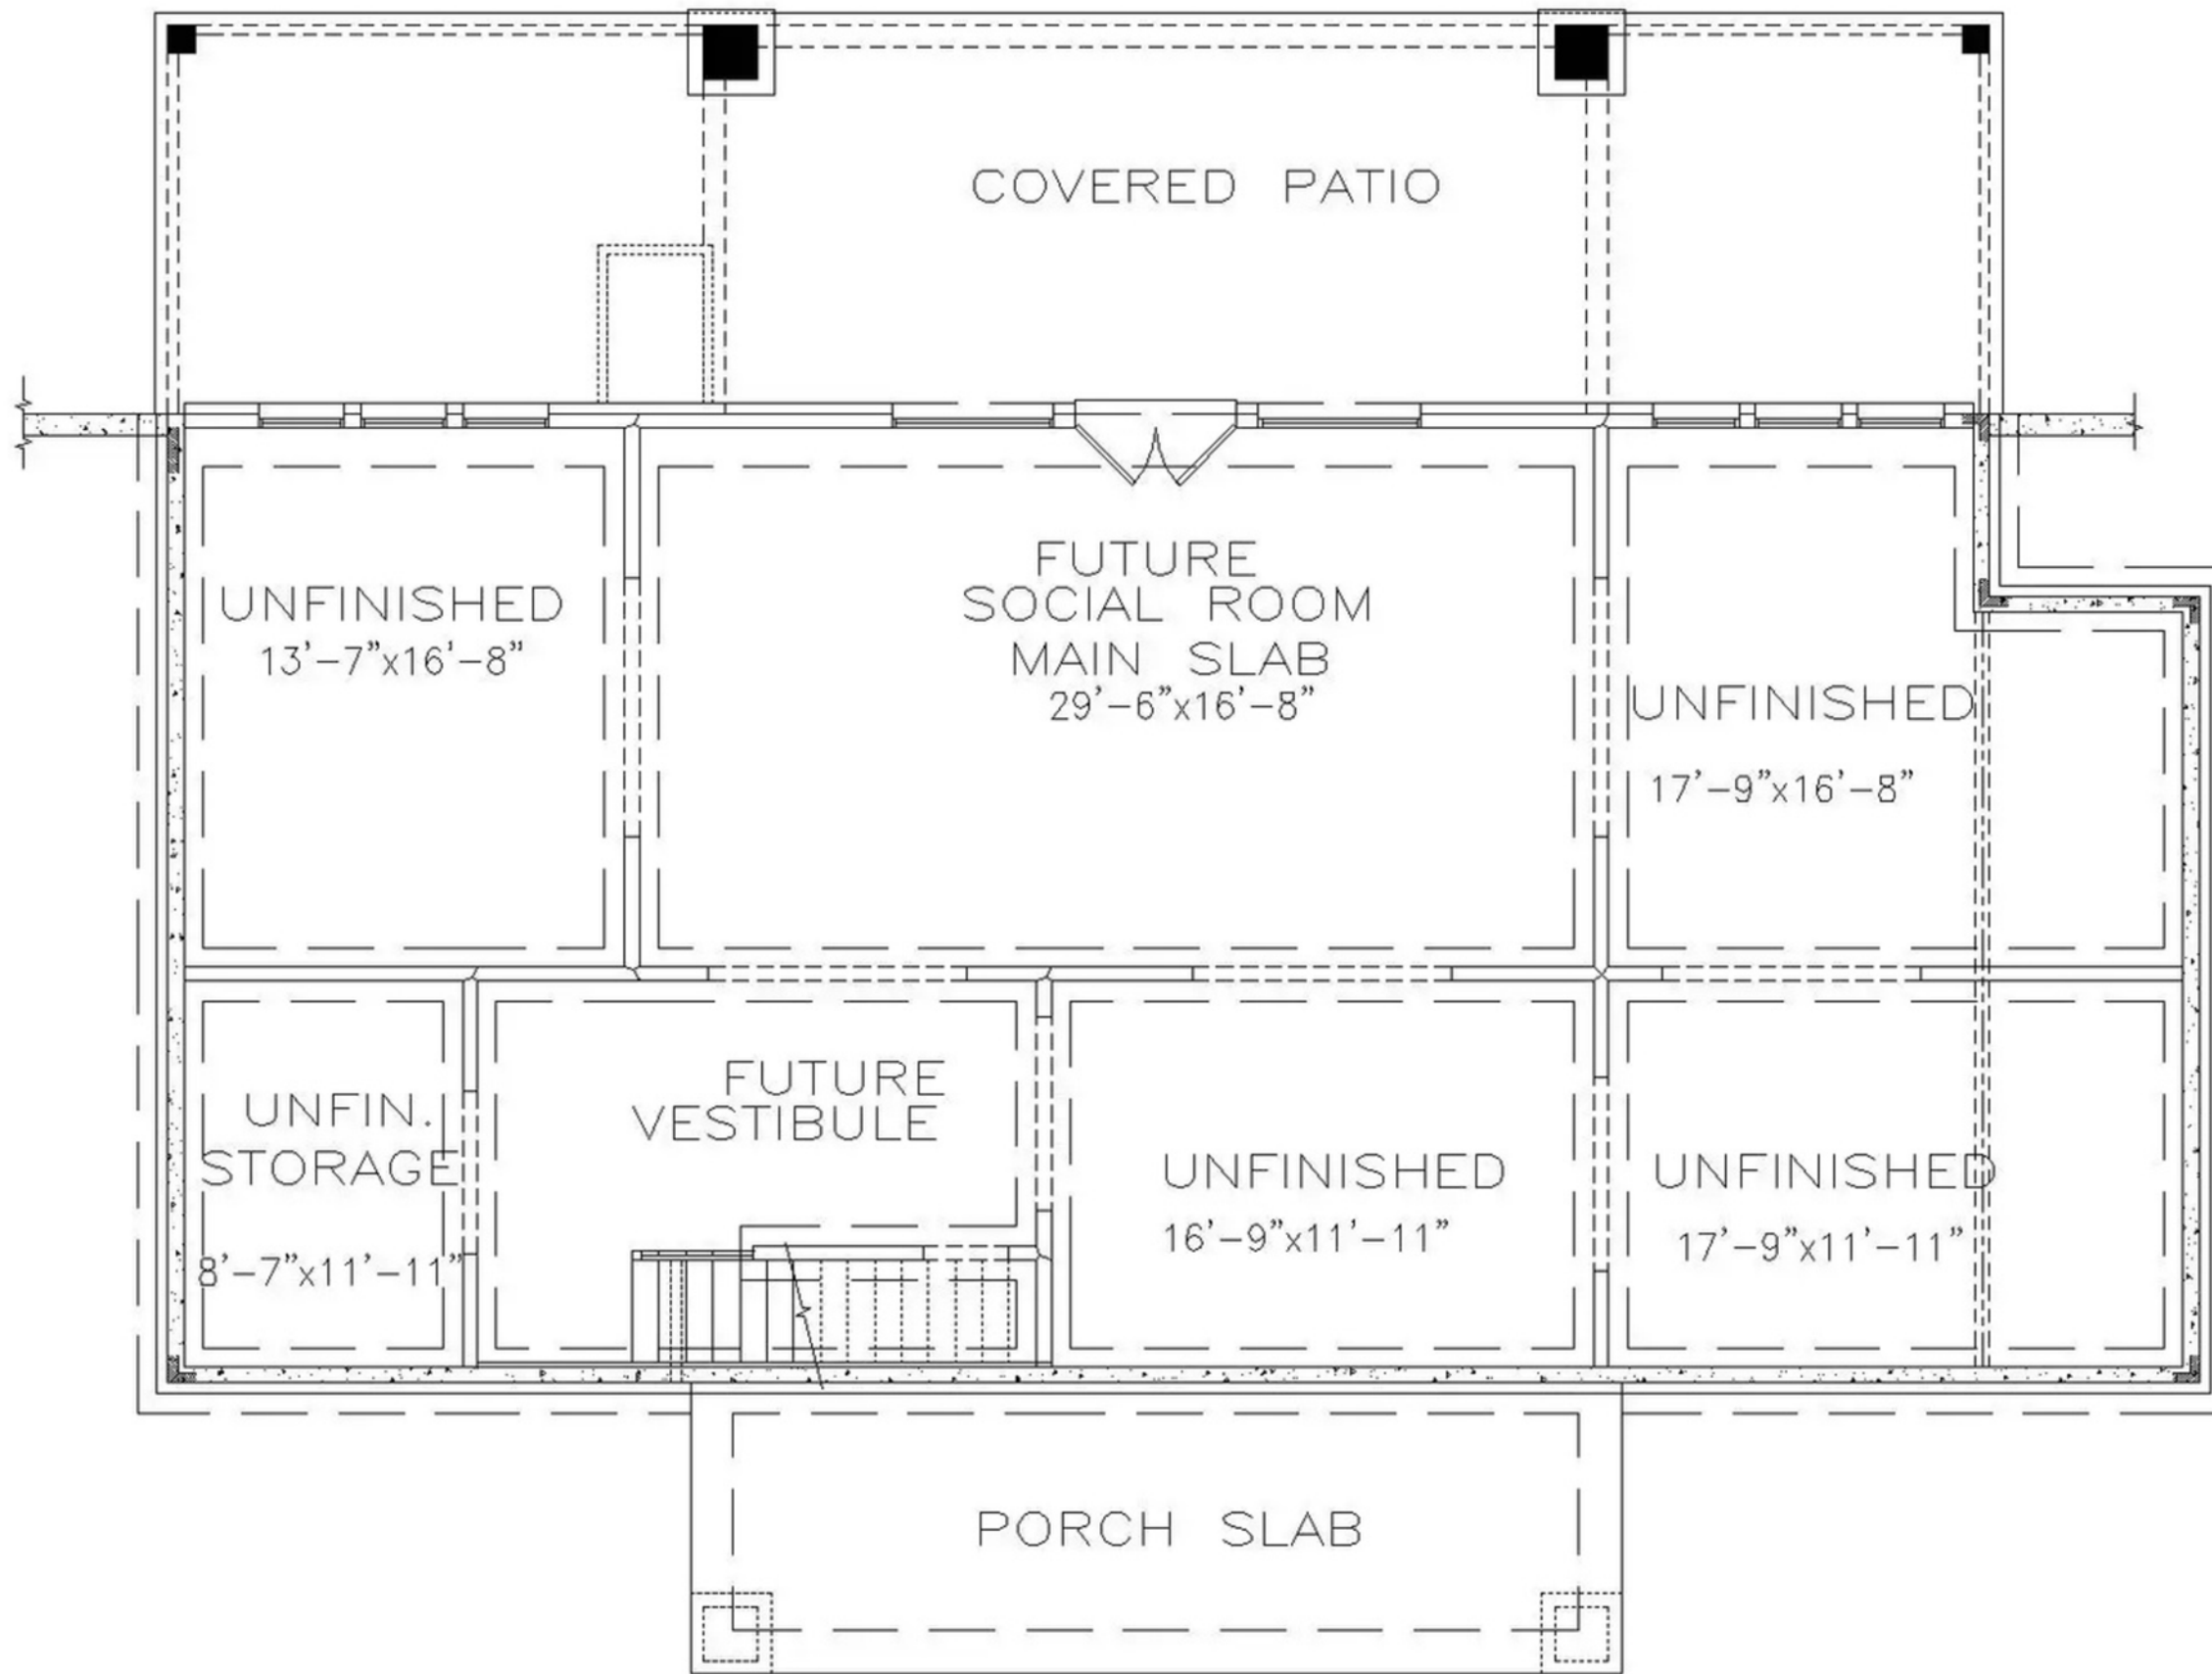 COVERED PATIO
UNFINISHED
13'-7"x16'-8"
FUTURE
SOCIAL ROOM
MAIN SLAB
29'-6"x16'-8"
UNFINISHED
17'-9"x16'-8"
UNFIN.
STORAGE
8'-7"x11'-11"
FUTURE
VESTIBULE
UNFINISHED
16'-9"x11'-11"
UNFINISHED
17'-9"x11'-11"
PORCH SLAB